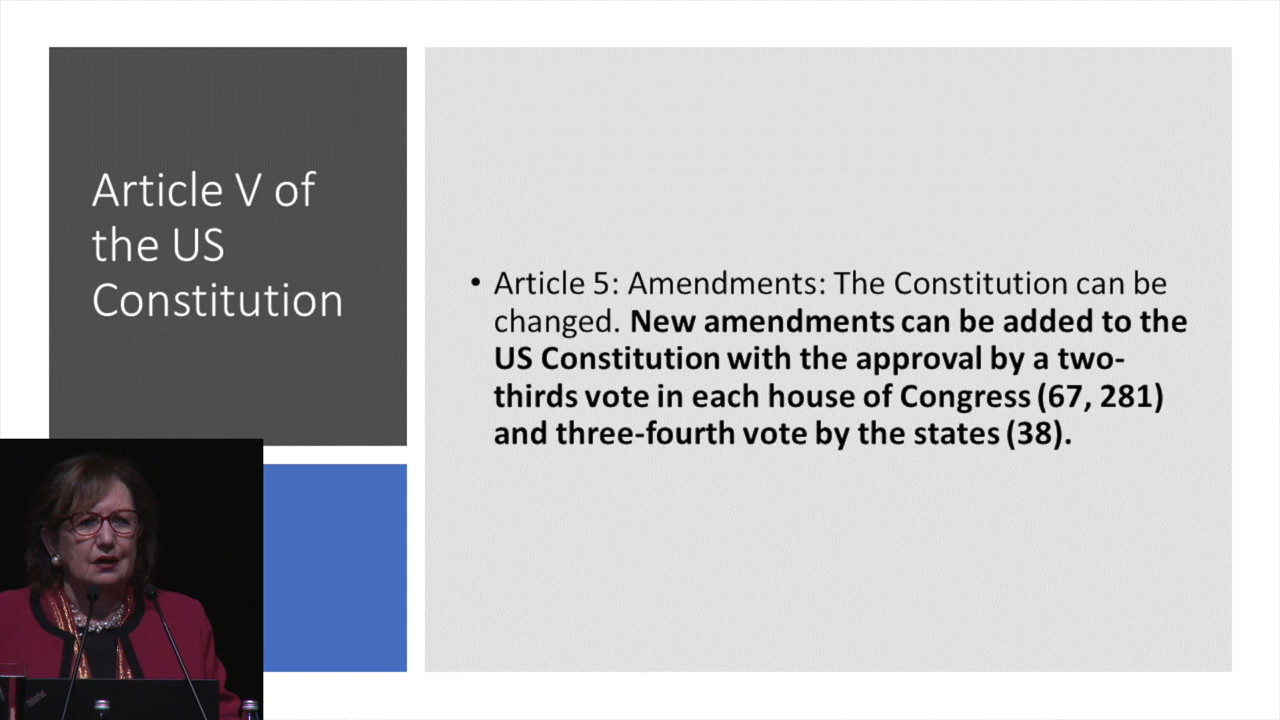 Article V of
the US
Constitution
• Article 5: Amendments: The Constitution can be
changed. New amendments can be added to the
US Constitution with the approval by a two-
thirds vote in each house of Congress (67, 281)
and three-fourth vote by the states (38).
ThinkPad